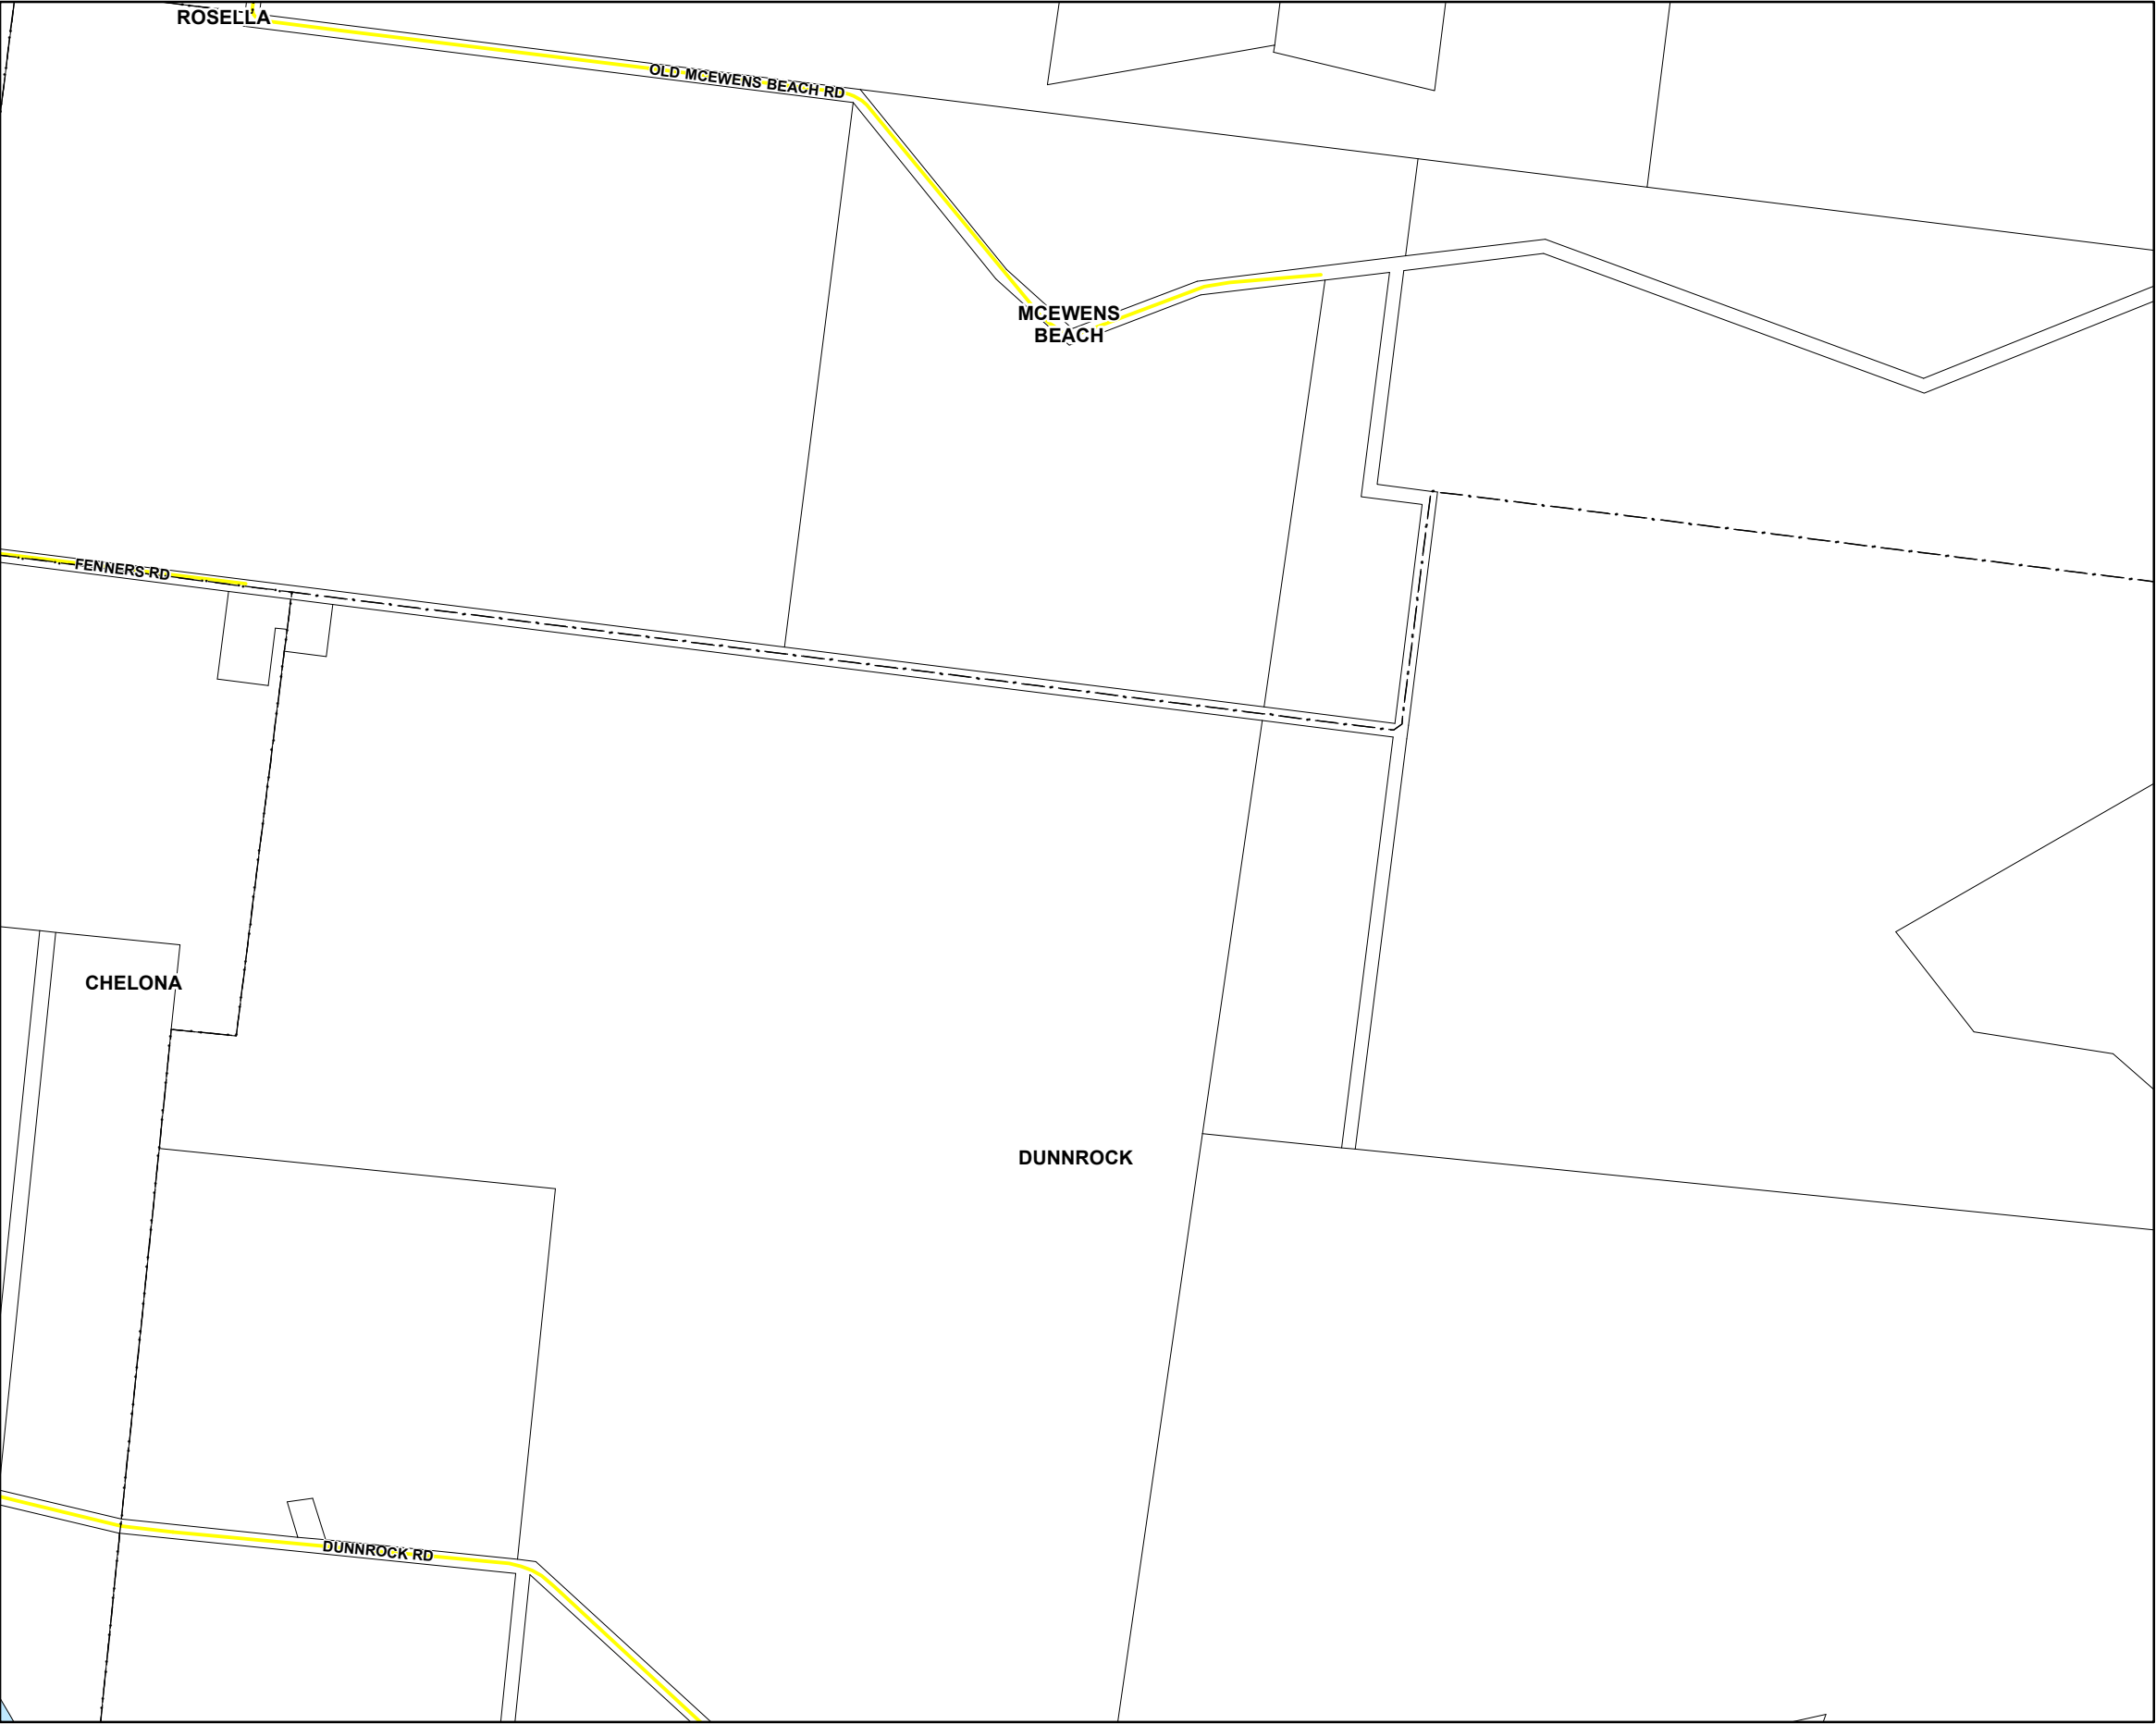 ROSELLA
OLD MCEWENS BEACH RD
MCEWENS
BEACH
FENNERS RD
CHELONA
DUNNROCK
DUNNROCK RD